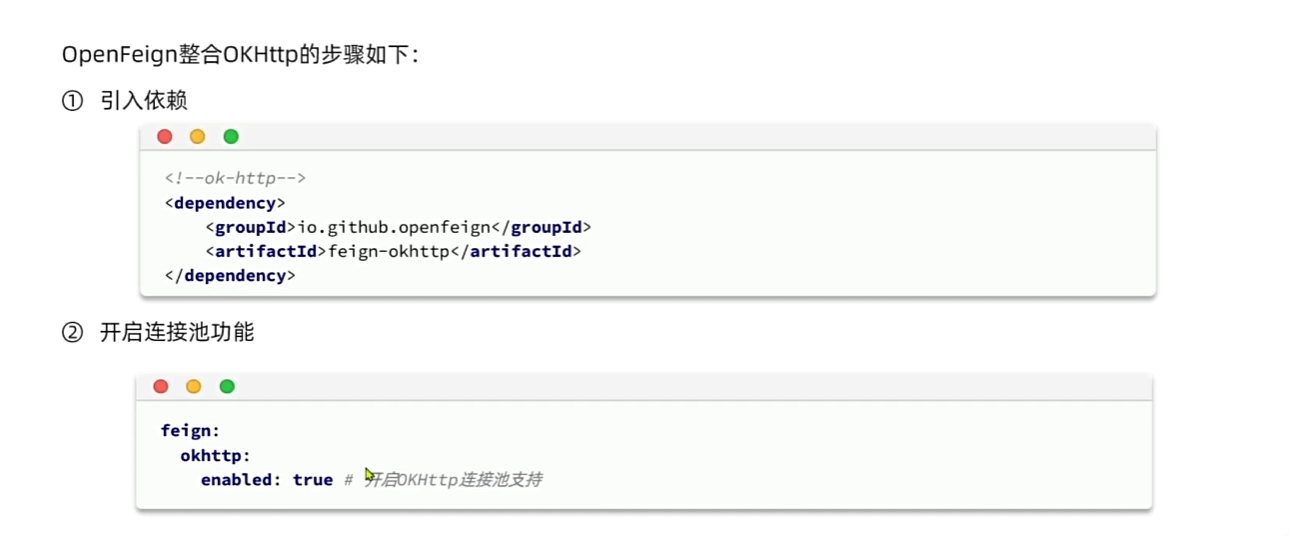 OpenFeign整合OKHttp的步骤如下：
① 引入依赖
<!--ok-http-->
<dependency>
    <groupId>io.github.openfeign</groupId>
    <artifactId>feign-okhttp</artifactId>
</dependency>
② 开启连接池功能
feign:
  okhttp:
    enabled: true # 开启OKHttp连接池支持